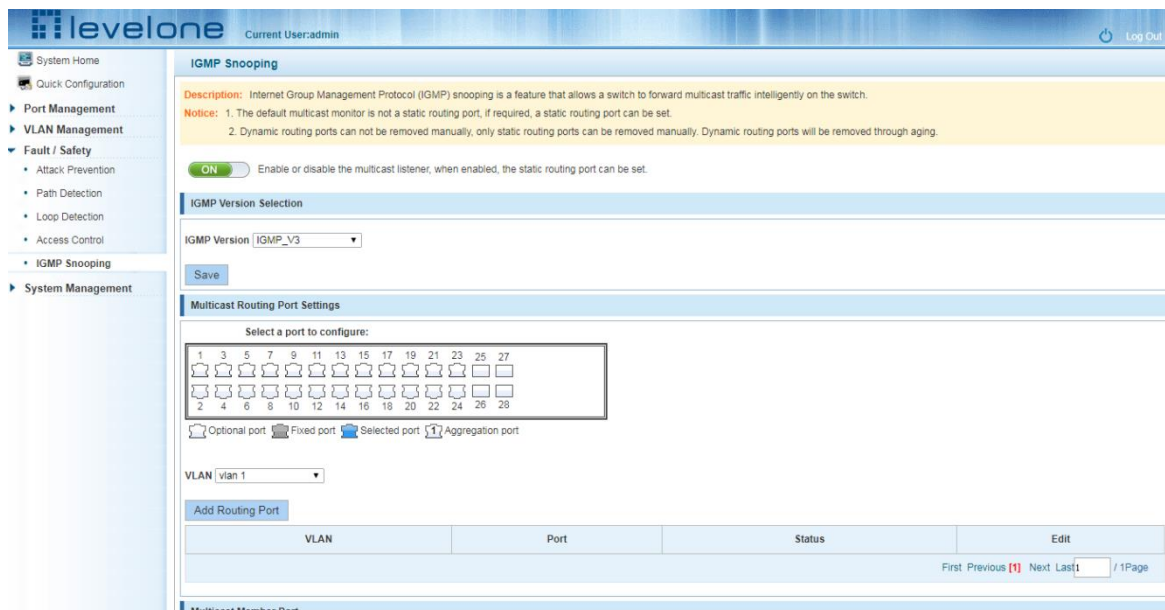 levelone
Current User:admin
Log Out
System Home
Quick Configuration
Port Management
VLAN Management
Fault / Safety
Attack Prevention
Path Detection
Loop Detection
Access Control
IGMP Snooping
System Management
IGMP Snooping
Description: Internet Group Management Protocol (IGMP) snooping is a feature that allows a switch to forward multicast traffic intelligently on the switch.
Notice: 1. The default multicast monitor is not a static routing port, if required, a static routing port can be set.
2. Dynamic routing ports can not be removed manually, only static routing ports can be removed manually. Dynamic routing ports will be removed through aging.
ON Enable or disable the multicast listener, when enabled, the static routing port can be set.
IGMP Version Selection
IGMP Version IGMP_V3
Save
Multicast Routing Port Settings
Select a port to configure:
1 3 5 7 9 11 13 15 17 19 21 23 25 27
2 4 6 8 10 12 14 16 18 20 22 24 26 28
Optional port Fixed port Selected port 1 Aggregation port
VLAN vlan 1
Add Routing Port
VLAN Port Status Edit
First Previous [1] Next Last 1 / 1Page
Multicast Member Port